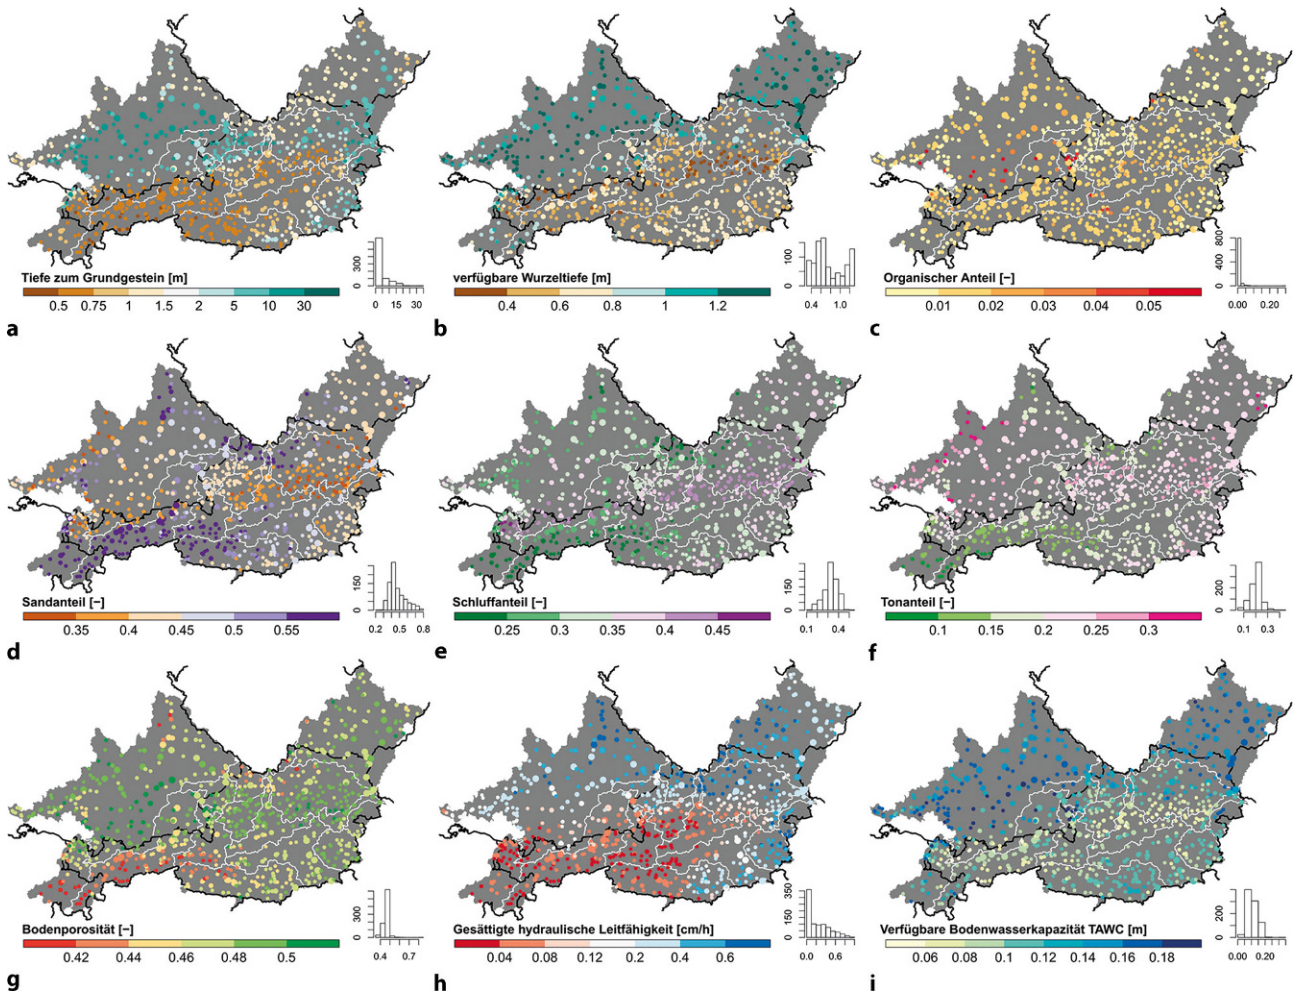 300
0
0 15 30
Tiefe zum Grundgestein [m]
0.5 0.75 1 1.5 2 5 10 30
a
100
0
0.4 1.0
verfügbare Wurzeltiefe [m]
0.4 0.6 0.8 1 1.2
b
800
400
0
0.00 0.20
Organischer Anteil [–]
0.01 0.02 0.03 0.04 0.05
c
150
0
0.2 0.5 0.8
Sandanteil [–]
0.35 0.4 0.45 0.5 0.55
d
300
150
0
0.1 0.4
Schluffanteil [–]
0.25 0.3 0.35 0.4 0.45
e
200
0
0.1 0.3
Tonanteil [–]
0.1 0.15 0.2 0.25 0.3
f
300
0
0.4 0.7
Bodenporosität [–]
0.42 0.44 0.46 0.48 0.5
g
350
150
0
0.0 0.6
Gesättigte hydraulische Leitfähigkeit [cm/h]
0.04 0.08 0.12 0.2 0.4 0.6
h
200
0
0.00 0.20
Verfügbare Bodenwasserkapazität TAWC [m]
0.06 0.08 0.1 0.12 0.14 0.16 0.18
i